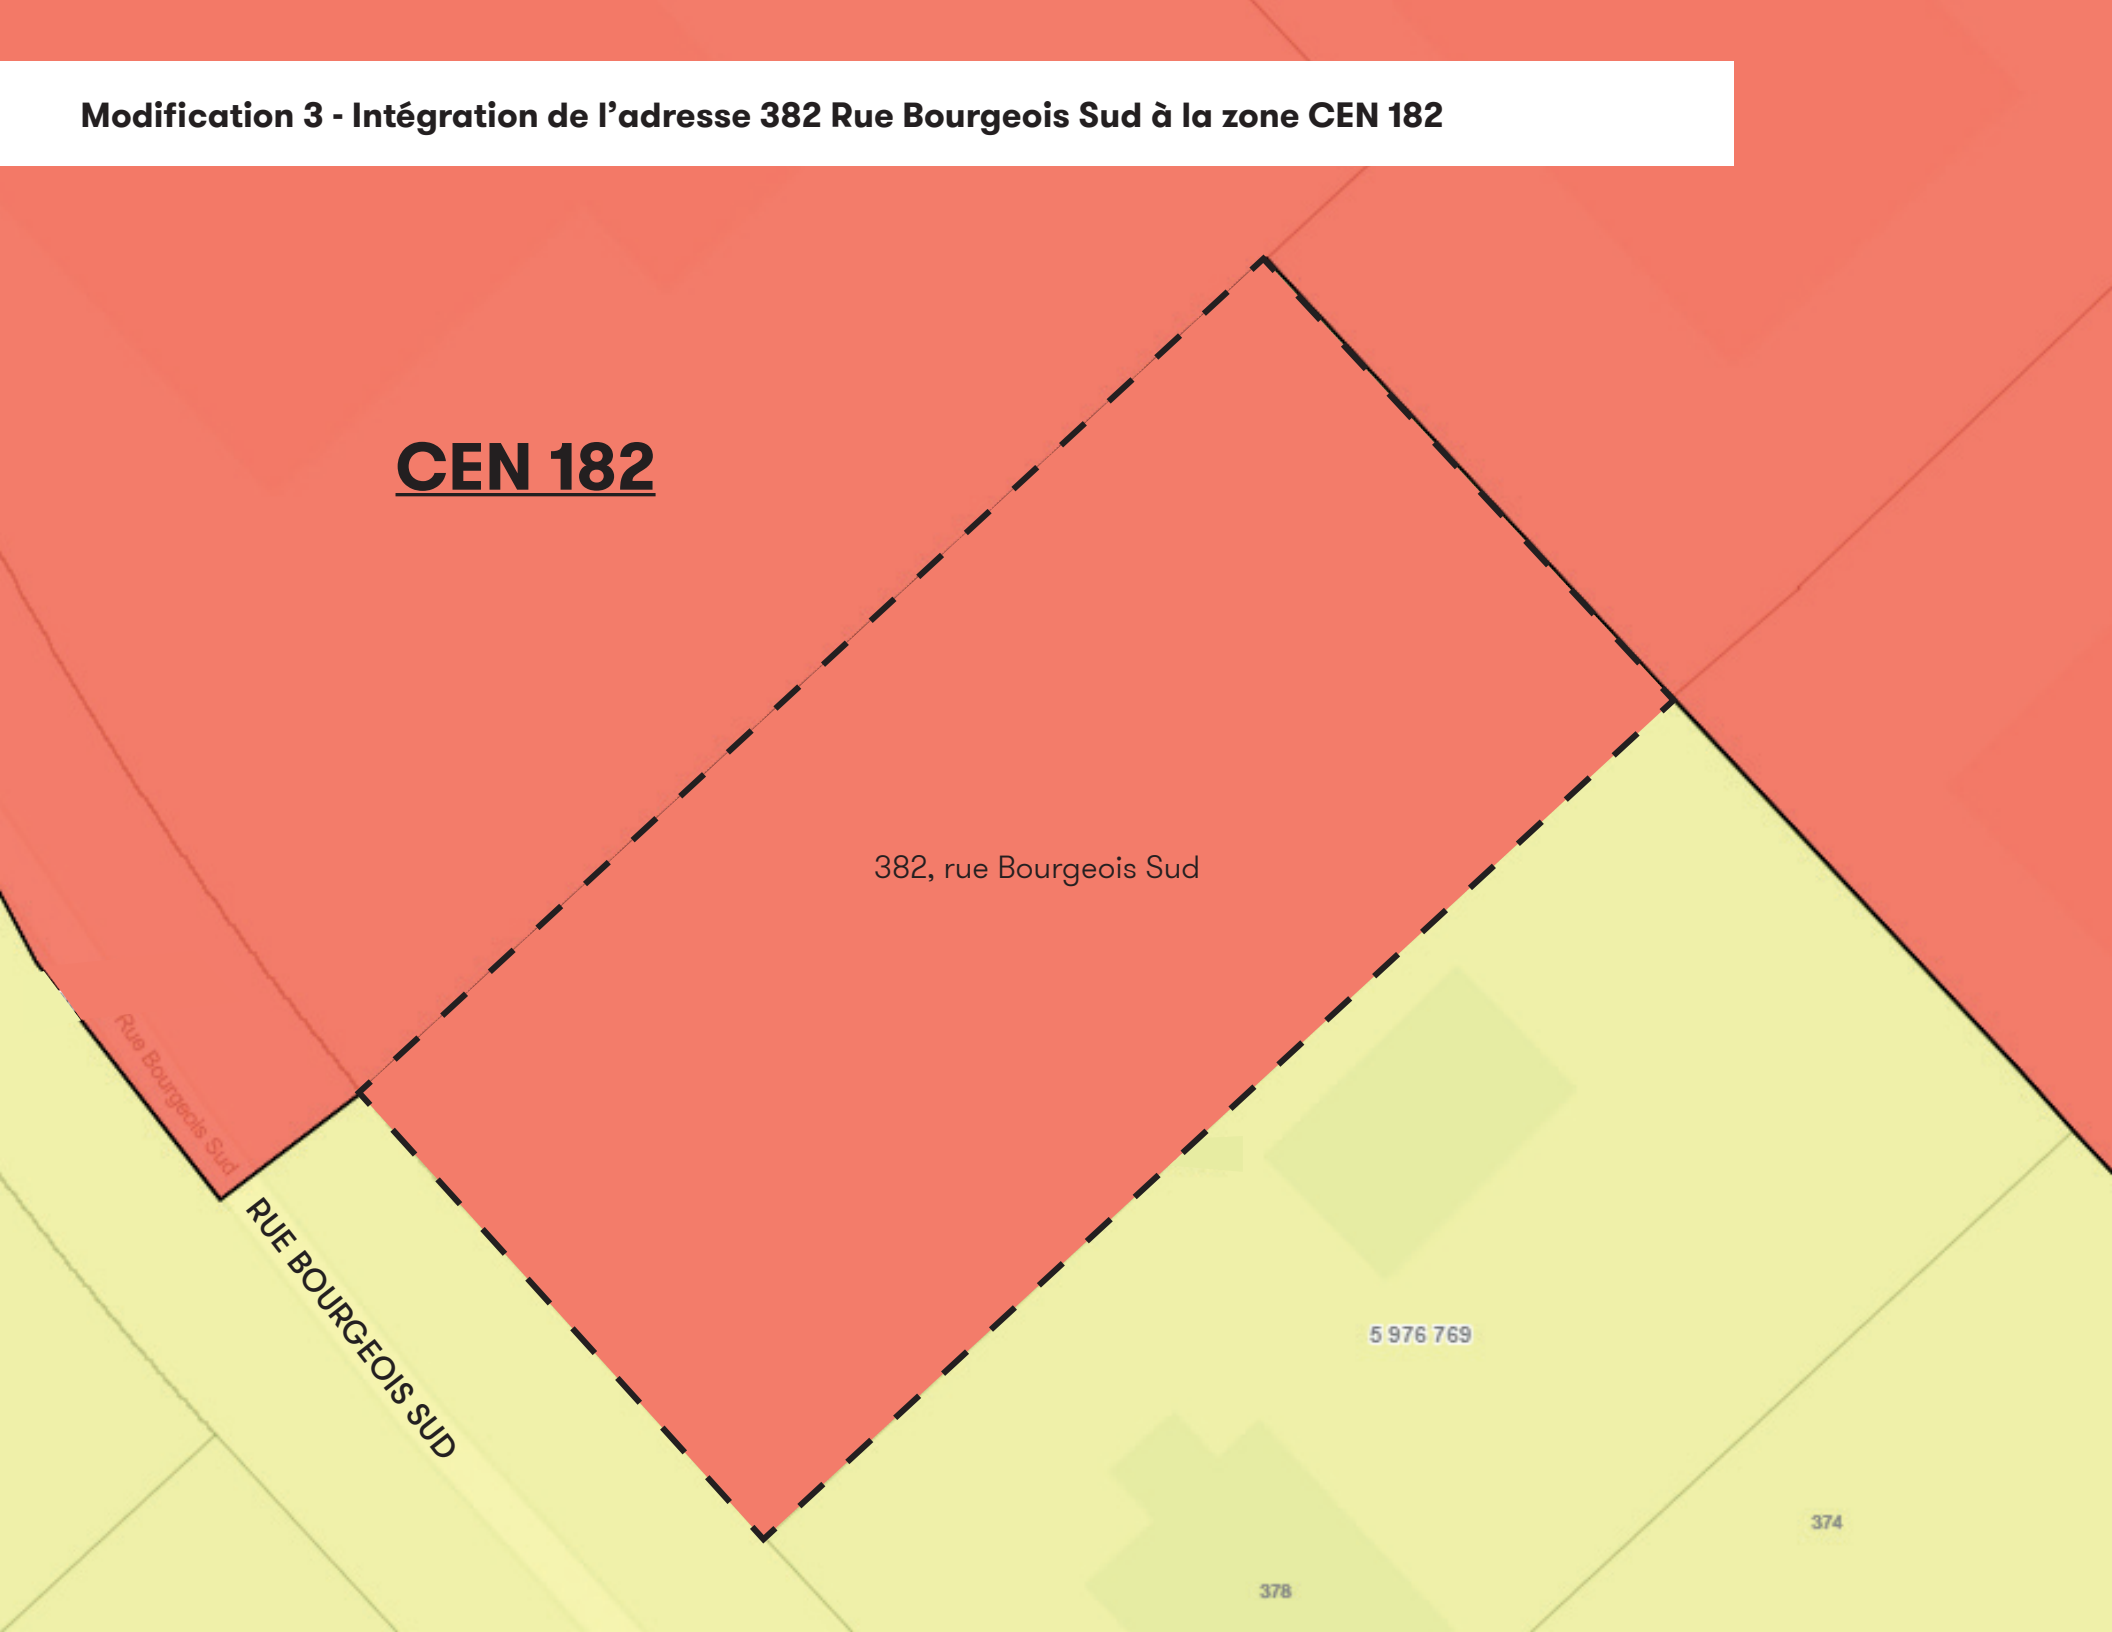 Modification 3 - Intégration de l’adresse 382 Rue Bourgeois Sud à la zone CEN 182
CEN 182
382, rue Bourgeois Sud
Rue Bourgeois Sud
RUE BOURGEOIS SUD
5 976 769
374
378